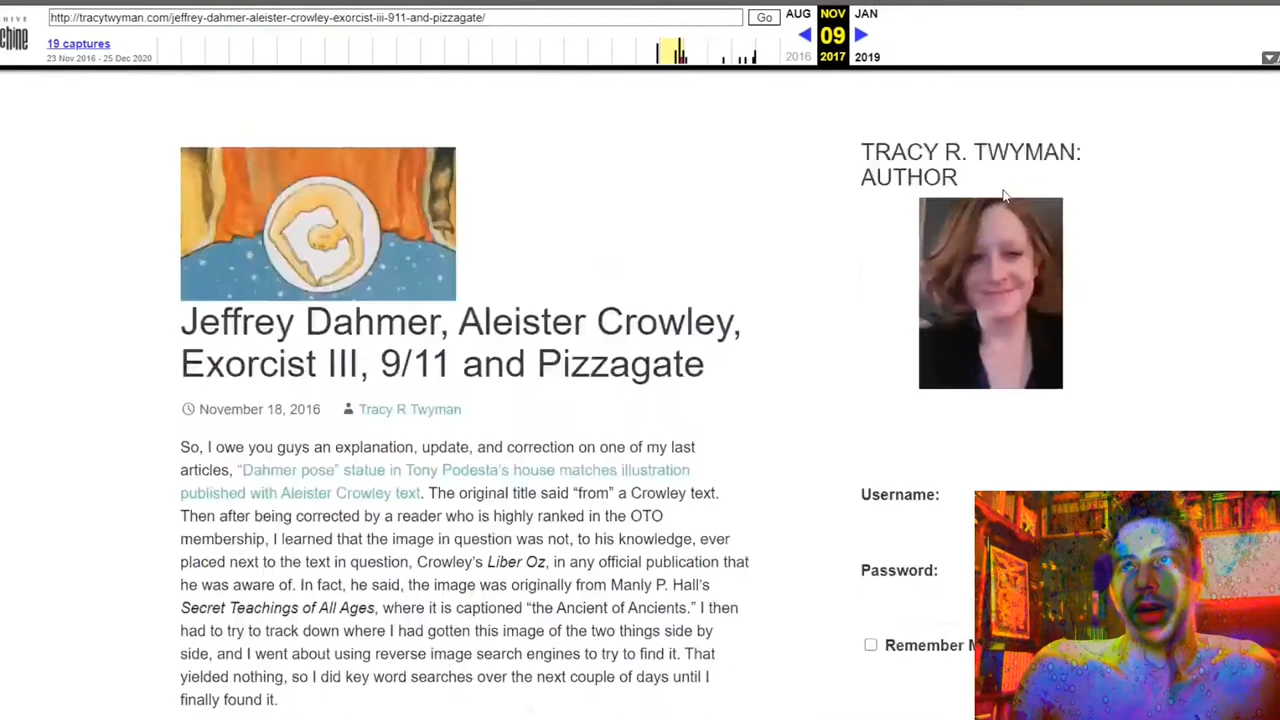 HIVE
chine
http://tracytwyman.com/jeffrey-dahmer-aleister-crowley-exorcist-iii-911-and-pizzagate/
Go
AUG
NOV
JAN
19 captures
23 Nov 2016 - 25 Dec 2020
09
2016
2017
2019
TRACY R. TWYMAN:
AUTHOR
Jeffrey Dahmer, Aleister Crowley,
Exorcist III, 9/11 and Pizzagate
November 18, 2016
Tracy R Twyman
So, I owe you guys an explanation, update, and correction on one of my last
articles, “Dahmer pose” statue in Tony Podesta’s house matches illustration
published with Aleister Crowley text. The original title said “from” a Crowley text.
Then after being corrected by a reader who is highly ranked in the OTO
membership, I learned that the image in question was not, to his knowledge, ever
placed next to the text in question, Crowley’s Liber Oz, in any official publication that
he was aware of. In fact, he said, the image was originally from Manly P. Hall’s
Secret Teachings of All Ages, where it is captioned “the Ancient of Ancients.” I then
had to try to track down where I had gotten this image of the two things side by
side, and I went about using reverse image search engines to try to find it. That
yielded nothing, so I did key word searches over the next couple of days until I
finally found it.
Username:
Password:
Remember M